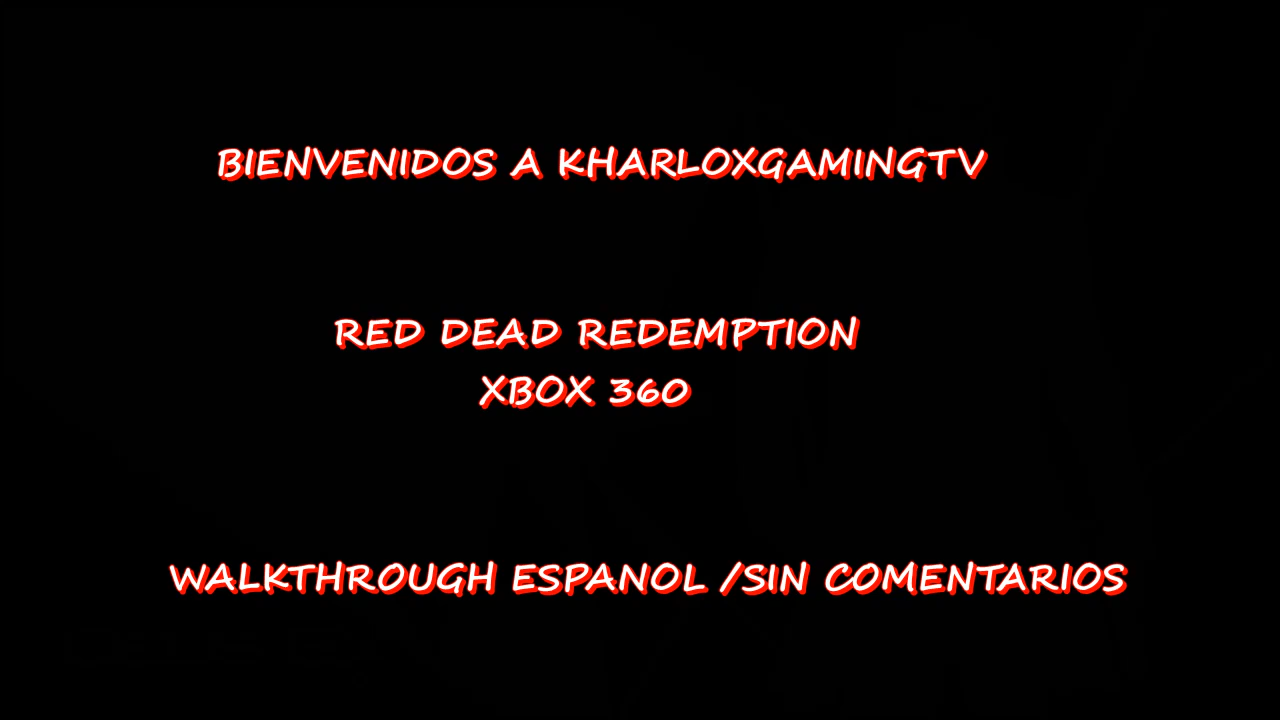 BIENVENIDOS A KHARLOXGAMINGTV
RED DEAD REDEMPTION
XBOX 360
WALKTHROUGH ESPANOL /SIN COMENTARIOS